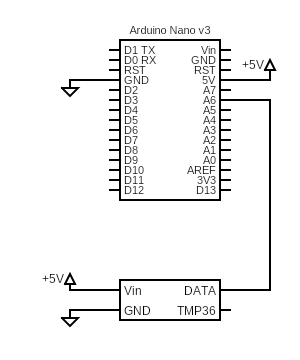 Arduino Nano v3
D1 TX Vin
D0 RX GND
RST RST
GND 5V +5V
D2 A7
D3 A6
D4 A5
D5 A4
D6 A3
D7 A2
D8 A1
D9 A0
D10 AREF
D11 3V3
D12 D13
+5V
Vin DATA
GND TMP36